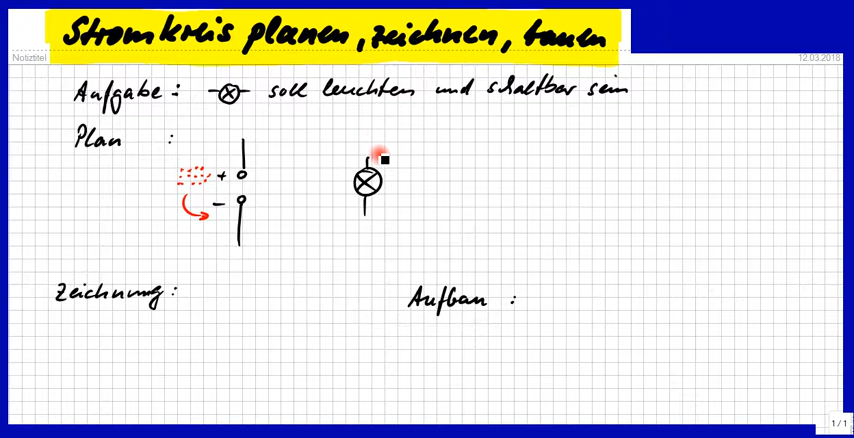 Stromkreis planen, zeichnen, bauen
Notiztitel 12.03.2018
Aufgabe: soll leuchten und schaltbar sein
Plan :
+
-
Zeichnung:
Aufbau :
1 / 1